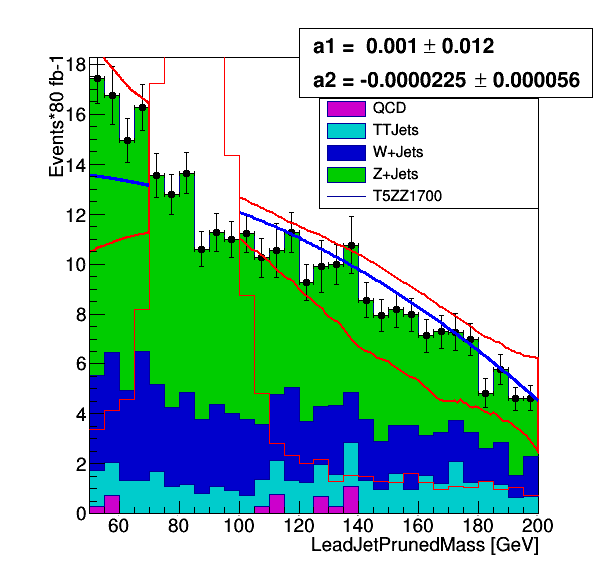 a1 = 0.001 ± 0.012
a2 = -0.0000225 ± 0.000056
Events*80 fb-1
18
16
14
12
10
8
6
4
2
0
QCD
TTJets
W+Jets
Z+Jets
T5ZZ1700
60 80 100 120 140 160 180 200
LeadJetPrunedMass [GeV]